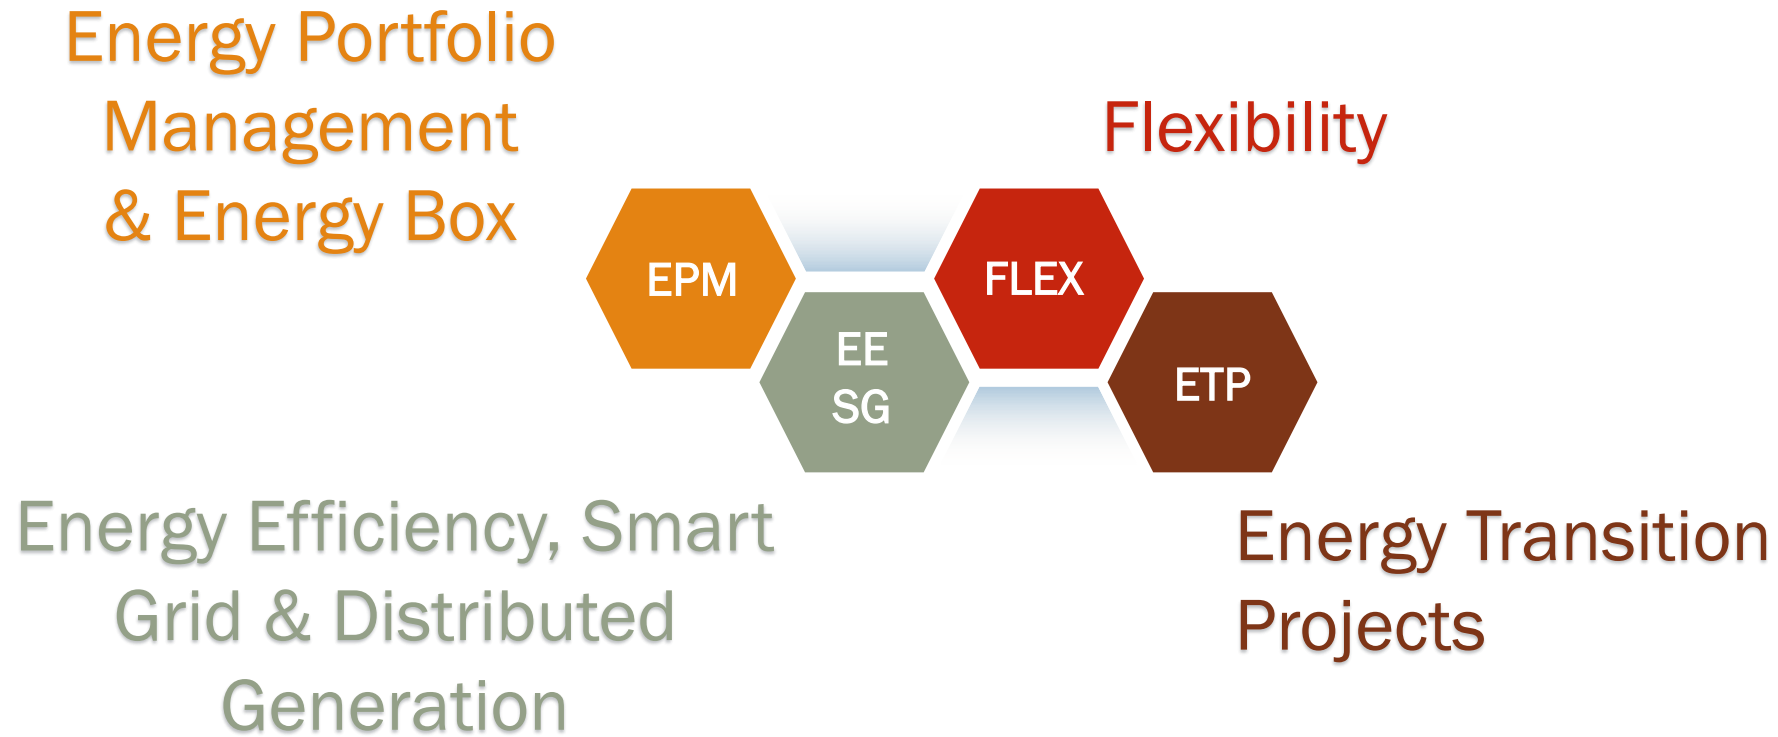 Energy Portfolio
Management
& Energy Box
Flexibility
EPM
FLEX
EE
SG
ETP
Energy Efficiency, Smart
Grid & Distributed
Generation
Energy Transition
Projects